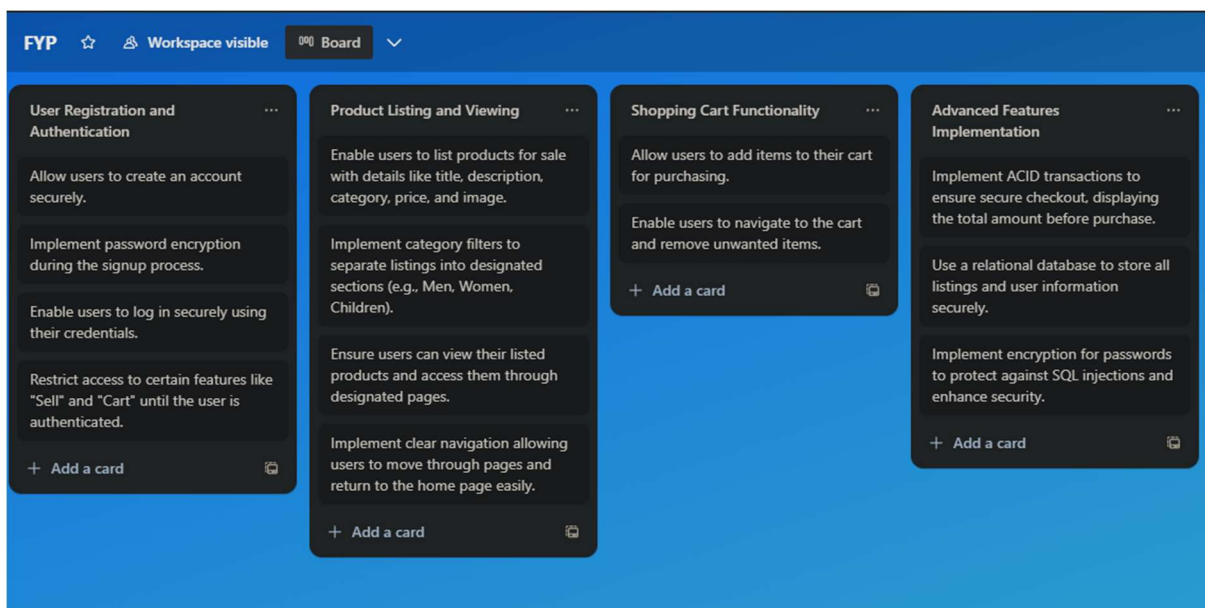 FYP
Workspace visible
Board
User Registration and
Authentication
Allow users to create an account
securely.
Implement password encryption
during the signup process.
Enable users to log in securely using
their credentials.
Restrict access to certain features like
"Sell" and "Cart" until the user is
authenticated.
+ Add a card
Product Listing and Viewing
Enable users to list products for sale
with details like title, description,
category, price, and image.
Implement category filters to
separate listings into designated
sections (e.g., Men, Women,
Children).
Ensure users can view their listed
products and access them through
designated pages.
Implement clear navigation allowing
users to move through pages and
return to the home page easily.
+ Add a card
Shopping Cart Functionality
Allow users to add items to their cart
for purchasing.
Enable users to navigate to the cart
and remove unwanted items.
+ Add a card
Advanced Features
Implementation
Implement ACID transactions to
ensure secure checkout, displaying
the total amount before purchase.
Use a relational database to store all
listings and user information
securely.
Implement encryption for passwords
to protect against SQL injections and
enhance security.
+ Add a card